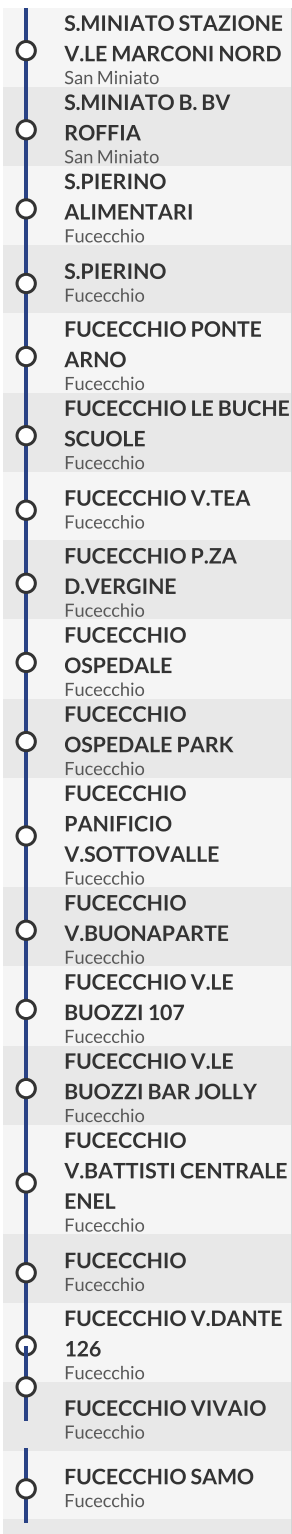 S.MINIATO STAZIONE
V.LE MARCONI NORD
San Miniato
S.MINIATO B. BV
ROFFIA
San Miniato
S.PIERINO
ALIMENTARI
Fucecchio
S.PIERINO
Fucecchio
FUCECCHIO PONTE
ARNO
Fucecchio
FUCECCHIO LE BUCHE
SCUOLE
Fucecchio
FUCECCHIO V.TEA
Fucecchio
FUCECCHIO P.ZA
D.VERGINE
Fucecchio
FUCECCHIO
OSPEDALE
Fucecchio
FUCECCHIO
OSPEDALE PARK
Fucecchio
FUCECCHIO
PANIFICIO
V.SOTTOVALLE
Fucecchio
FUCECCHIO
V.BUONAPARTE
Fucecchio
FUCECCHIO V.LE
BUOZZI 107
Fucecchio
FUCECCHIO V.LE
BUOZZI BAR JOLLY
Fucecchio
FUCECCHIO
V.BATTISTI CENTRALE
ENEL
Fucecchio
FUCECCHIO
Fucecchio
FUCECCHIO V.DANTE
126
Fucecchio
FUCECCHIO VIVAIO
Fucecchio
FUCECCHIO SAMO
Fucecchio